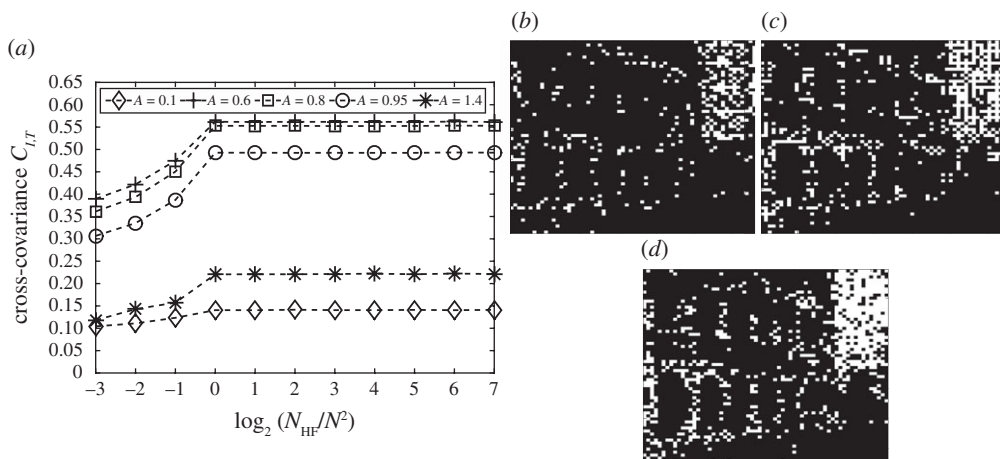 (a)
(b)
(c)
(d)
cross-covariance C_{I,T}
0.65
0.60
0.55
0.50
0.45
0.40
0.35
0.30
0.25
0.20
0.15
0.10
0.05
0
A = 0.1 A = 0.6 A = 0.8 A = 0.95 A = 1.4
–3 –2 –1 0 1 2 3 4 5 6 7
log₂ (N_HF/N²)